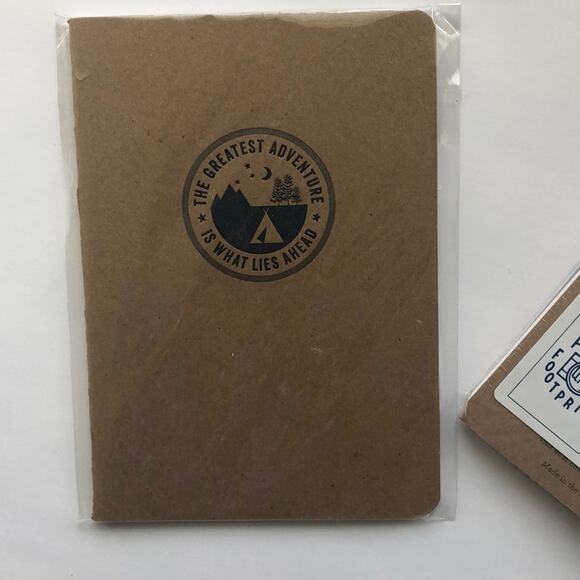 THE GREATEST ADVENTURE
IS WHAT LIES AHEAD
FOOTPRI
Made in the